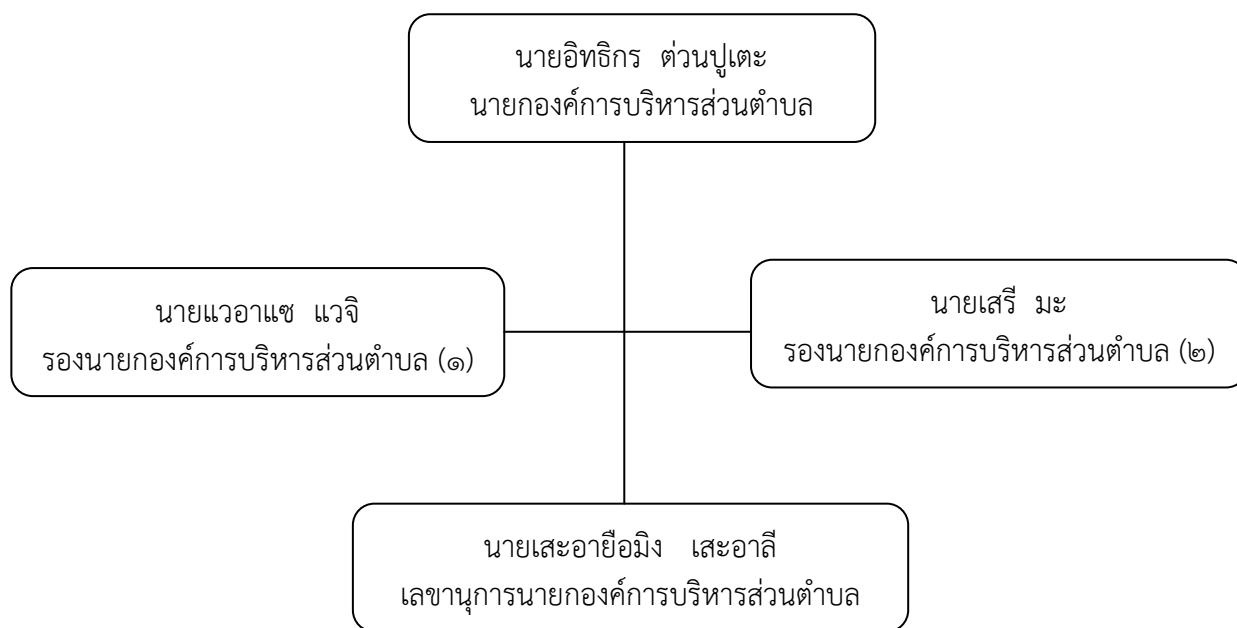 นายอิทธิกร ต่วนปูเตะ
นายกองค์การบริหารส่วนตำบล
นายแวอาแซ แวจิ
รองนายกองค์การบริหารส่วนตำบล (๑)
นายเสรี มะ
รองนายกองค์การบริหารส่วนตำบล (๒)
นายเสะอายือมิง เสะอาลี
เลขานุการนายกองค์การบริหารส่วนตำบล